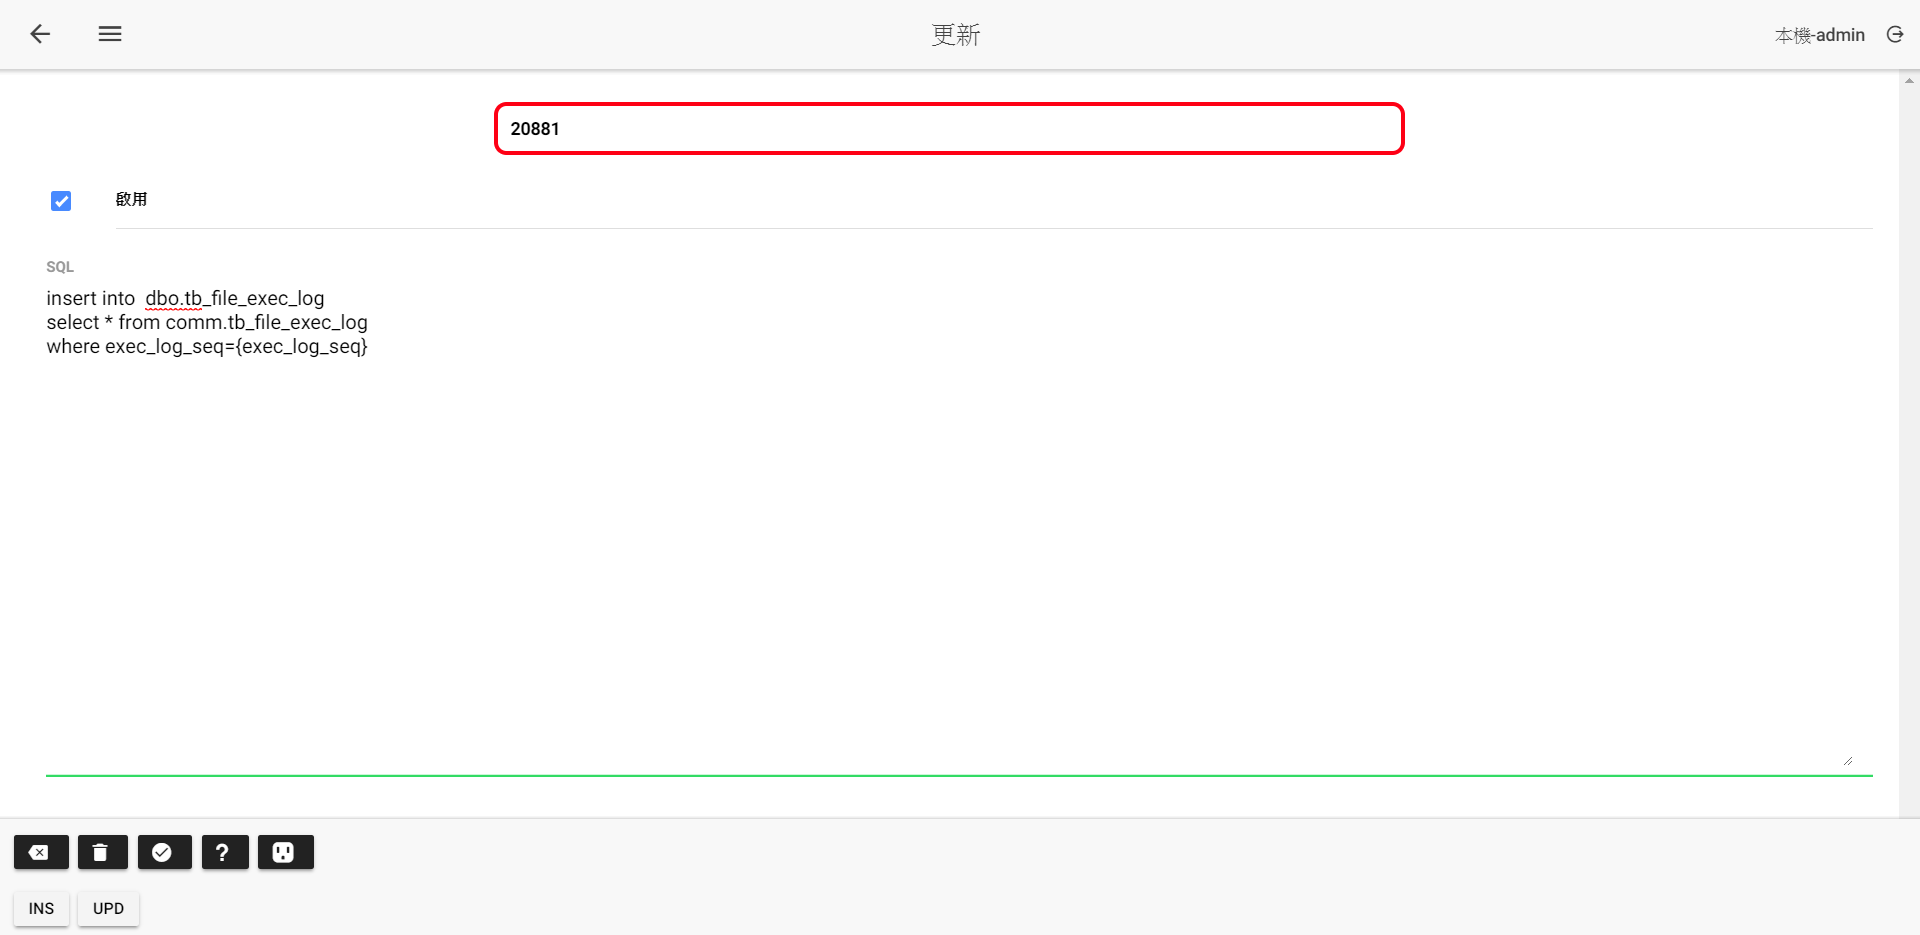 更新
本機-admin
20881
啟用
SQL
insert into  dbo.tb_file_exec_log
select * from comm.tb_file_exec_log
where exec_log_seq={exec_log_seq}
?
INS
UPD